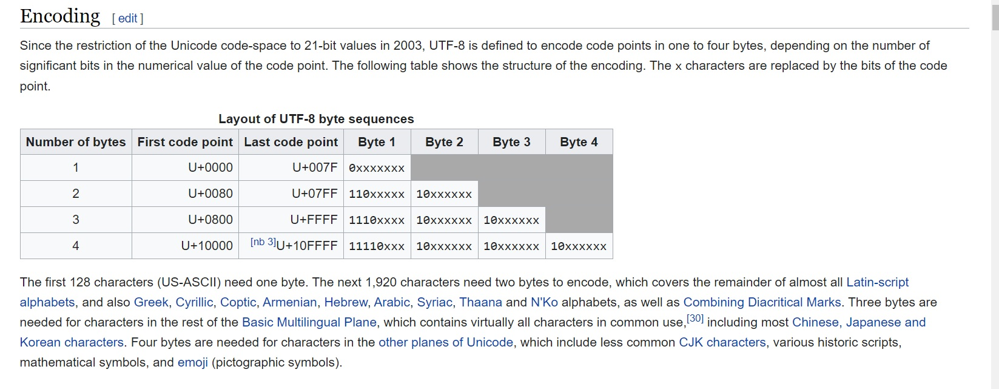 Encoding [ edit ]
Since the restriction of the Unicode code-space to 21-bit values in 2003, UTF-8 is defined to encode code points in one to four bytes, depending on the number of
significant bits in the numerical value of the code point. The following table shows the structure of the encoding. The x characters are replaced by the bits of the code
point.
Layout of UTF-8 byte sequences
Number of bytes First code point Last code point Byte 1 Byte 2 Byte 3 Byte 4
1 U+0000 U+007F 0xxxxxxx
2 U+0080 U+07FF 110xxxxx 10xxxxxx
3 U+0800 U+FFFF 1110xxxx 10xxxxxx 10xxxxxx
4 U+10000 [nb 3]U+10FFFF 11110xxx 10xxxxxx 10xxxxxx 10xxxxxx
The first 128 characters (US-ASCII) need one byte. The next 1,920 characters need two bytes to encode, which covers the remainder of almost all Latin-script
alphabets, and also Greek, Cyrillic, Coptic, Armenian, Hebrew, Arabic, Syriac, Thaana and N'Ko alphabets, as well as Combining Diacritical Marks. Three bytes are
needed for characters in the rest of the Basic Multilingual Plane, which contains virtually all characters in common use,[30] including most Chinese, Japanese and
Korean characters. Four bytes are needed for characters in the other planes of Unicode, which include less common CJK characters, various historic scripts,
mathematical symbols, and emoji (pictographic symbols).